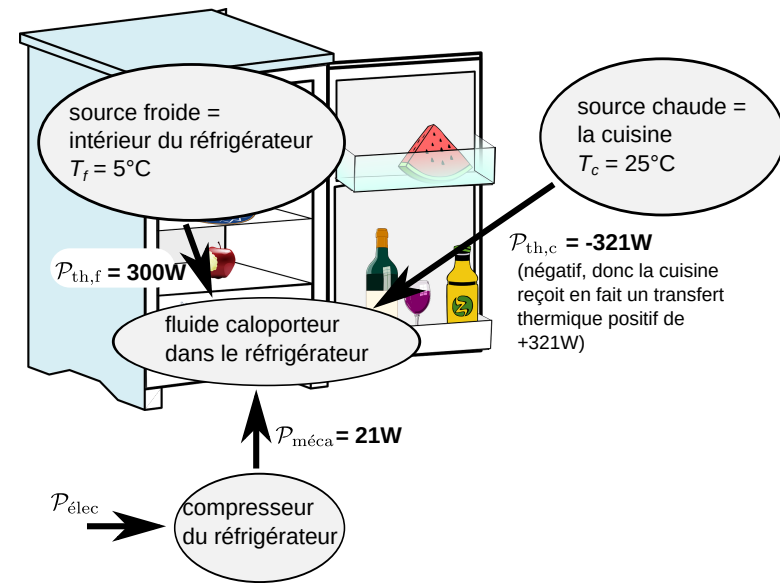 source froide =
intérieur du réfrigérateur
T_f = 5°C
source chaude =
la cuisine
T_c = 25°C
𝒫th,f = 300W
𝒫th,c = -321W
(négatif, donc la cuisine
reçoit en fait un transfert
thermique positif de
+321W)
fluide caloporteur
dans le réfrigérateur
𝒫méca = 21W
𝒫élec
compresseur
du réfrigérateur